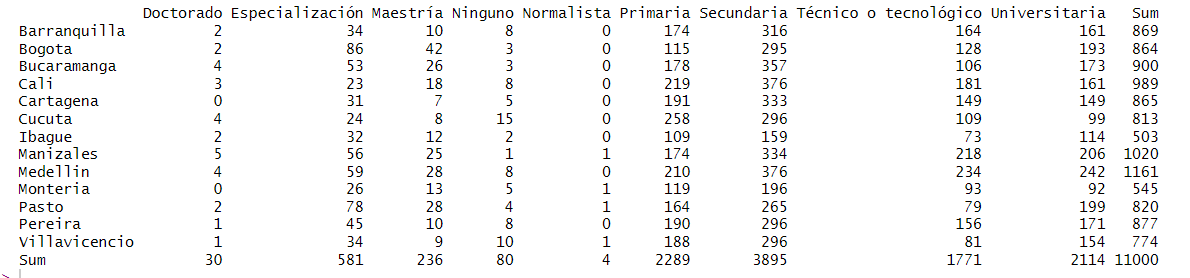 Doctorado Especialización Maestría Ninguno Normalista Primaria Secundaria Técnico o tecnológico Universitaria Sum
Barranquilla 2 34 10 8 0 174 316 164 161 869
Bogota 2 86 42 3 0 115 295 128 193 864
Bucaramanga 4 53 26 3 0 178 357 106 173 900
Cali 3 23 18 8 0 219 376 181 161 989
Cartagena 0 31 7 5 0 191 333 149 149 865
Cucuta 4 24 8 15 0 258 296 109 99 813
Ibague 2 32 12 2 0 109 159 73 114 503
Manizales 5 56 25 1 1 174 334 218 206 1020
Medellin 4 59 28 8 0 210 376 234 242 1161
Monteria 0 26 13 5 1 119 196 93 92 545
Pasto 2 78 28 4 1 164 265 79 199 820
Pereira 1 45 10 8 0 190 296 156 171 877
Villavicencio 1 34 9 10 1 188 296 81 154 774
Sum 30 581 236 80 4 2289 3895 1771 2114 11000
>